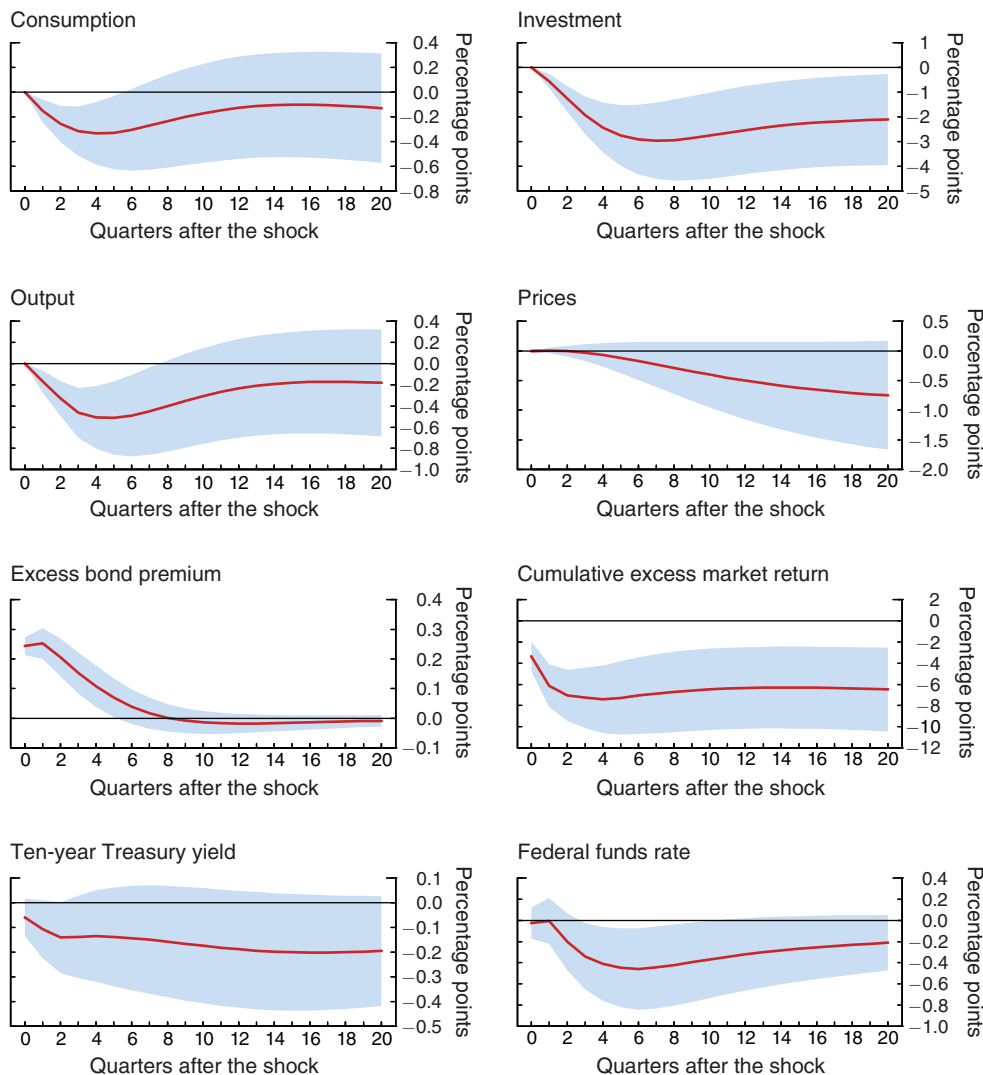 Consumption
0.4
0.2
0.0
−0.2
−0.4
−0.6
−0.8
Percentage points
0 2 4 6 8 10 12 14 16 18 20
Quarters after the shock
Investment
1
0
−1
−2
−3
−4
−5
Percentage points
0 2 4 6 8 10 12 14 16 18 20
Quarters after the shock
Output
0.4
0.2
0.0
−0.2
−0.4
−0.6
−0.8
−1.0
Percentage points
0 2 4 6 8 10 12 14 16 18 20
Quarters after the shock
Prices
0.5
0.0
−0.5
−1.0
−1.5
−2.0
Percentage points
0 2 4 6 8 10 12 14 16 18 20
Quarters after the shock
Excess bond premium
0.4
0.3
0.2
0.1
0.0
−0.1
Percentage points
0 2 4 6 8 10 12 14 16 18 20
Quarters after the shock
Cumulative excess market return
2
0
−2
−4
−6
−8
−10
−12
Percentage points
0 2 4 6 8 10 12 14 16 18 20
Quarters after the shock
Ten-year Treasury yield
0.1
0.0
−0.1
−0.2
−0.3
−0.4
−0.5
Percentage points
0 2 4 6 8 10 12 14 16 18 20
Quarters after the shock
Federal funds rate
0.4
0.2
0.0
−0.2
−0.4
−0.6
−0.8
−1.0
Percentage points
0 2 4 6 8 10 12 14 16 18 20
Quarters after the shock